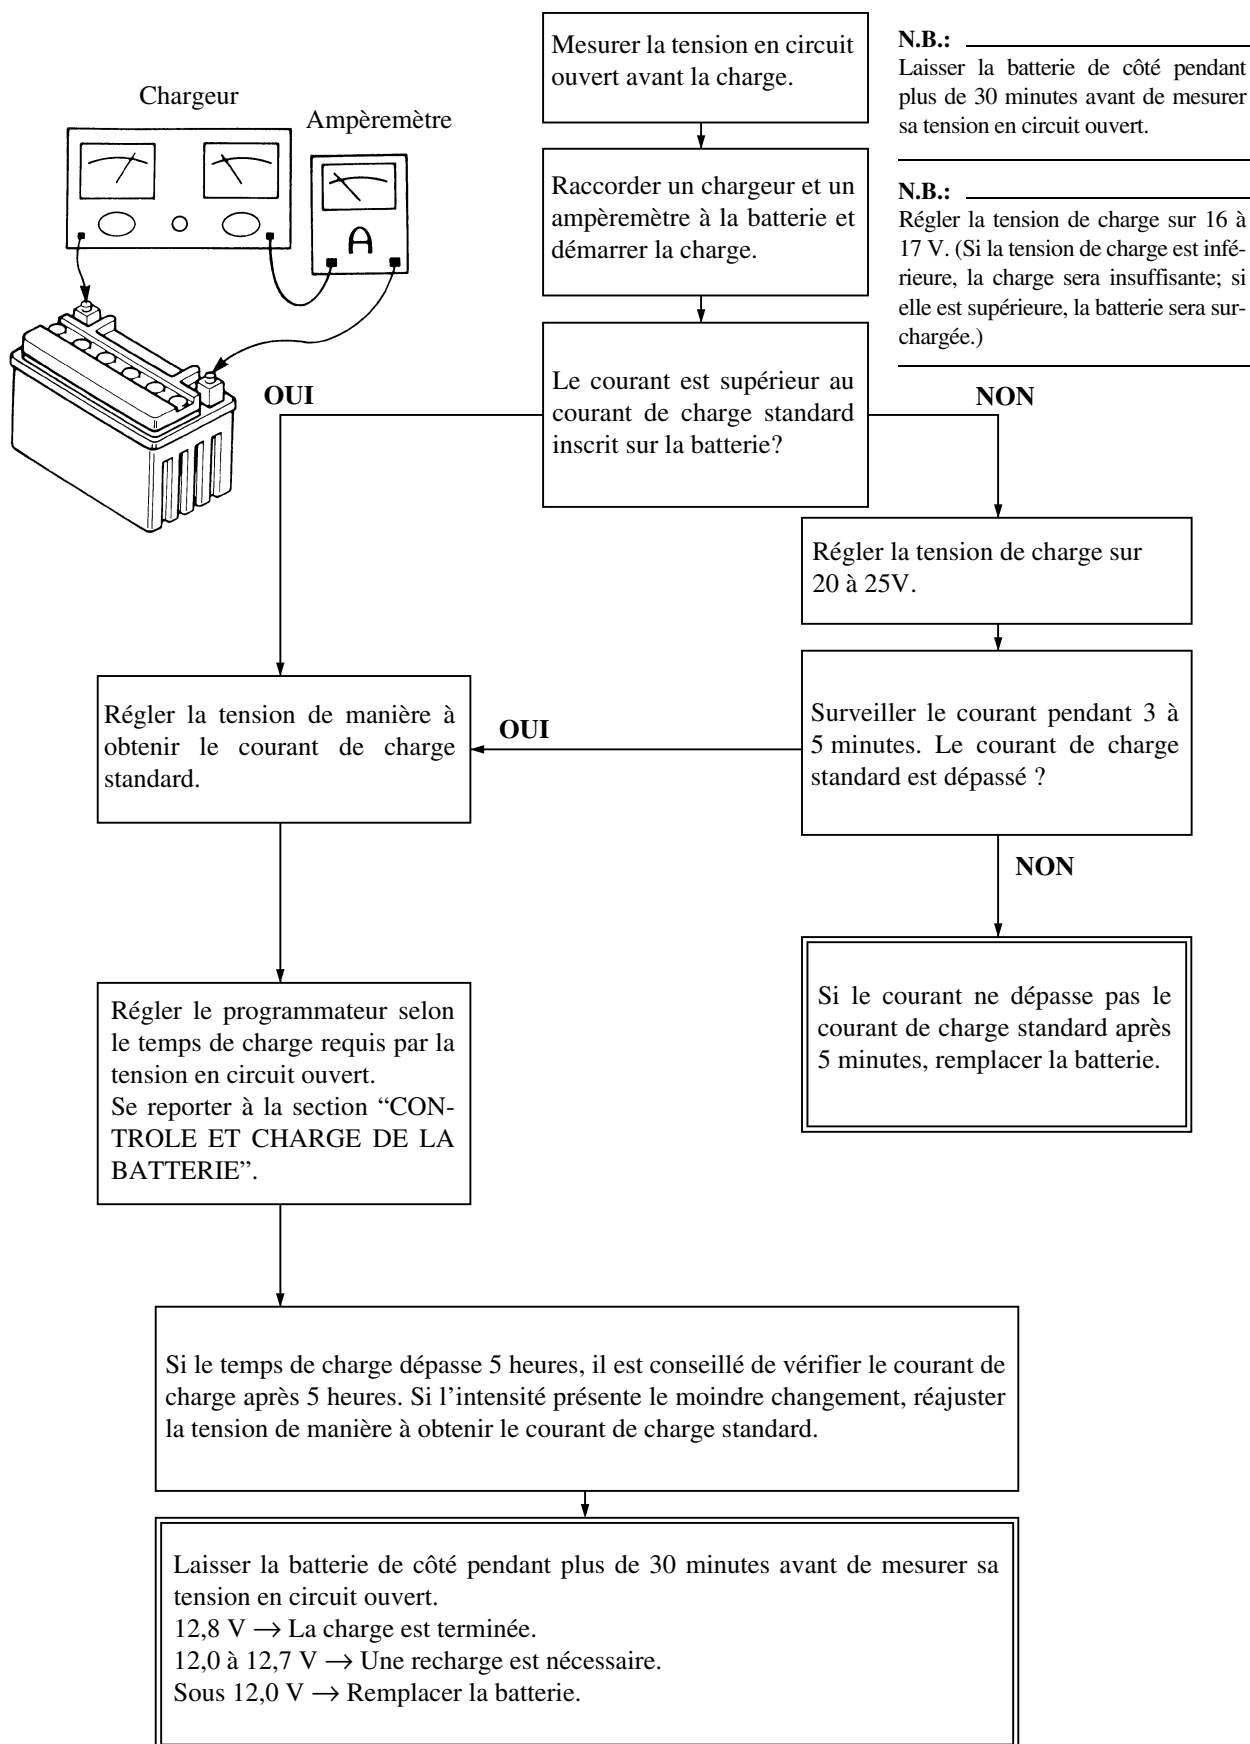 Chargeur
Ampèremètre
A
Mesurer la tension en circuit
ouvert avant la charge.
N.B.:
Laisser la batterie de côté pendant
plus de 30 minutes avant de mesurer
sa tension en circuit ouvert.
Raccorder un chargeur et un
ampèremètre à la batterie et
démarrer la charge.
N.B.:
Régler la tension de charge sur 16 à
17 V. (Si la tension de charge est infé-
rieure, la charge sera insuffisante; si
elle est supérieure, la batterie sera sur-
chargée.)
Le courant est supérieur au
courant de charge standard
inscrit sur la batterie?
OUI
NON
Régler la tension de charge sur
20 à 25V.
Surveiller le courant pendant 3 à
5 minutes. Le courant de charge
standard est dépassé ?
OUI
Régler la tension de manière à
obtenir le courant de charge
standard.
NON
Si le courant ne dépasse pas le
courant de charge standard après
5 minutes, remplacer la batterie.
Régler le programmateur selon
le temps de charge requis par la
tension en circuit ouvert.
Se reporter à la section “CON-
TROLE ET CHARGE DE LA
BATTERIE”.
Si le temps de charge dépasse 5 heures, il est conseillé de vérifier le courant de
charge après 5 heures. Si l’intensité présente le moindre changement, réajuster
la tension de manière à obtenir le courant de charge standard.
Laisser la batterie de côté pendant plus de 30 minutes avant de mesurer sa
tension en circuit ouvert.
12,8 V → La charge est terminée.
12,0 à 12,7 V → Une recharge est nécessaire.
Sous 12,0 V → Remplacer la batterie.